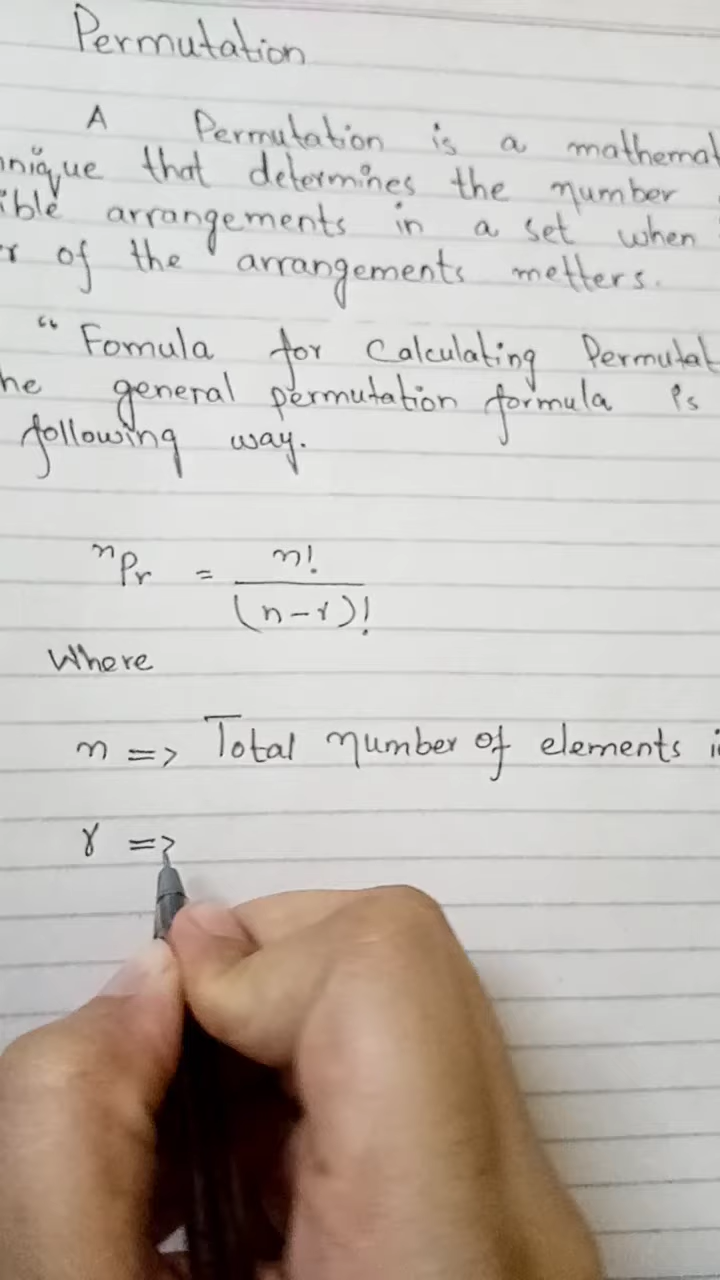 Permutation
A Permutation is a mathemat
nique that determines the number
ible arrangements in a set when
r of the arrangements metters.
“Fomula for Calculating Permutat
he general permutation formula is
following way.
nPr = n! / (n-r)!
Where
n => Total number of elements i
r =>